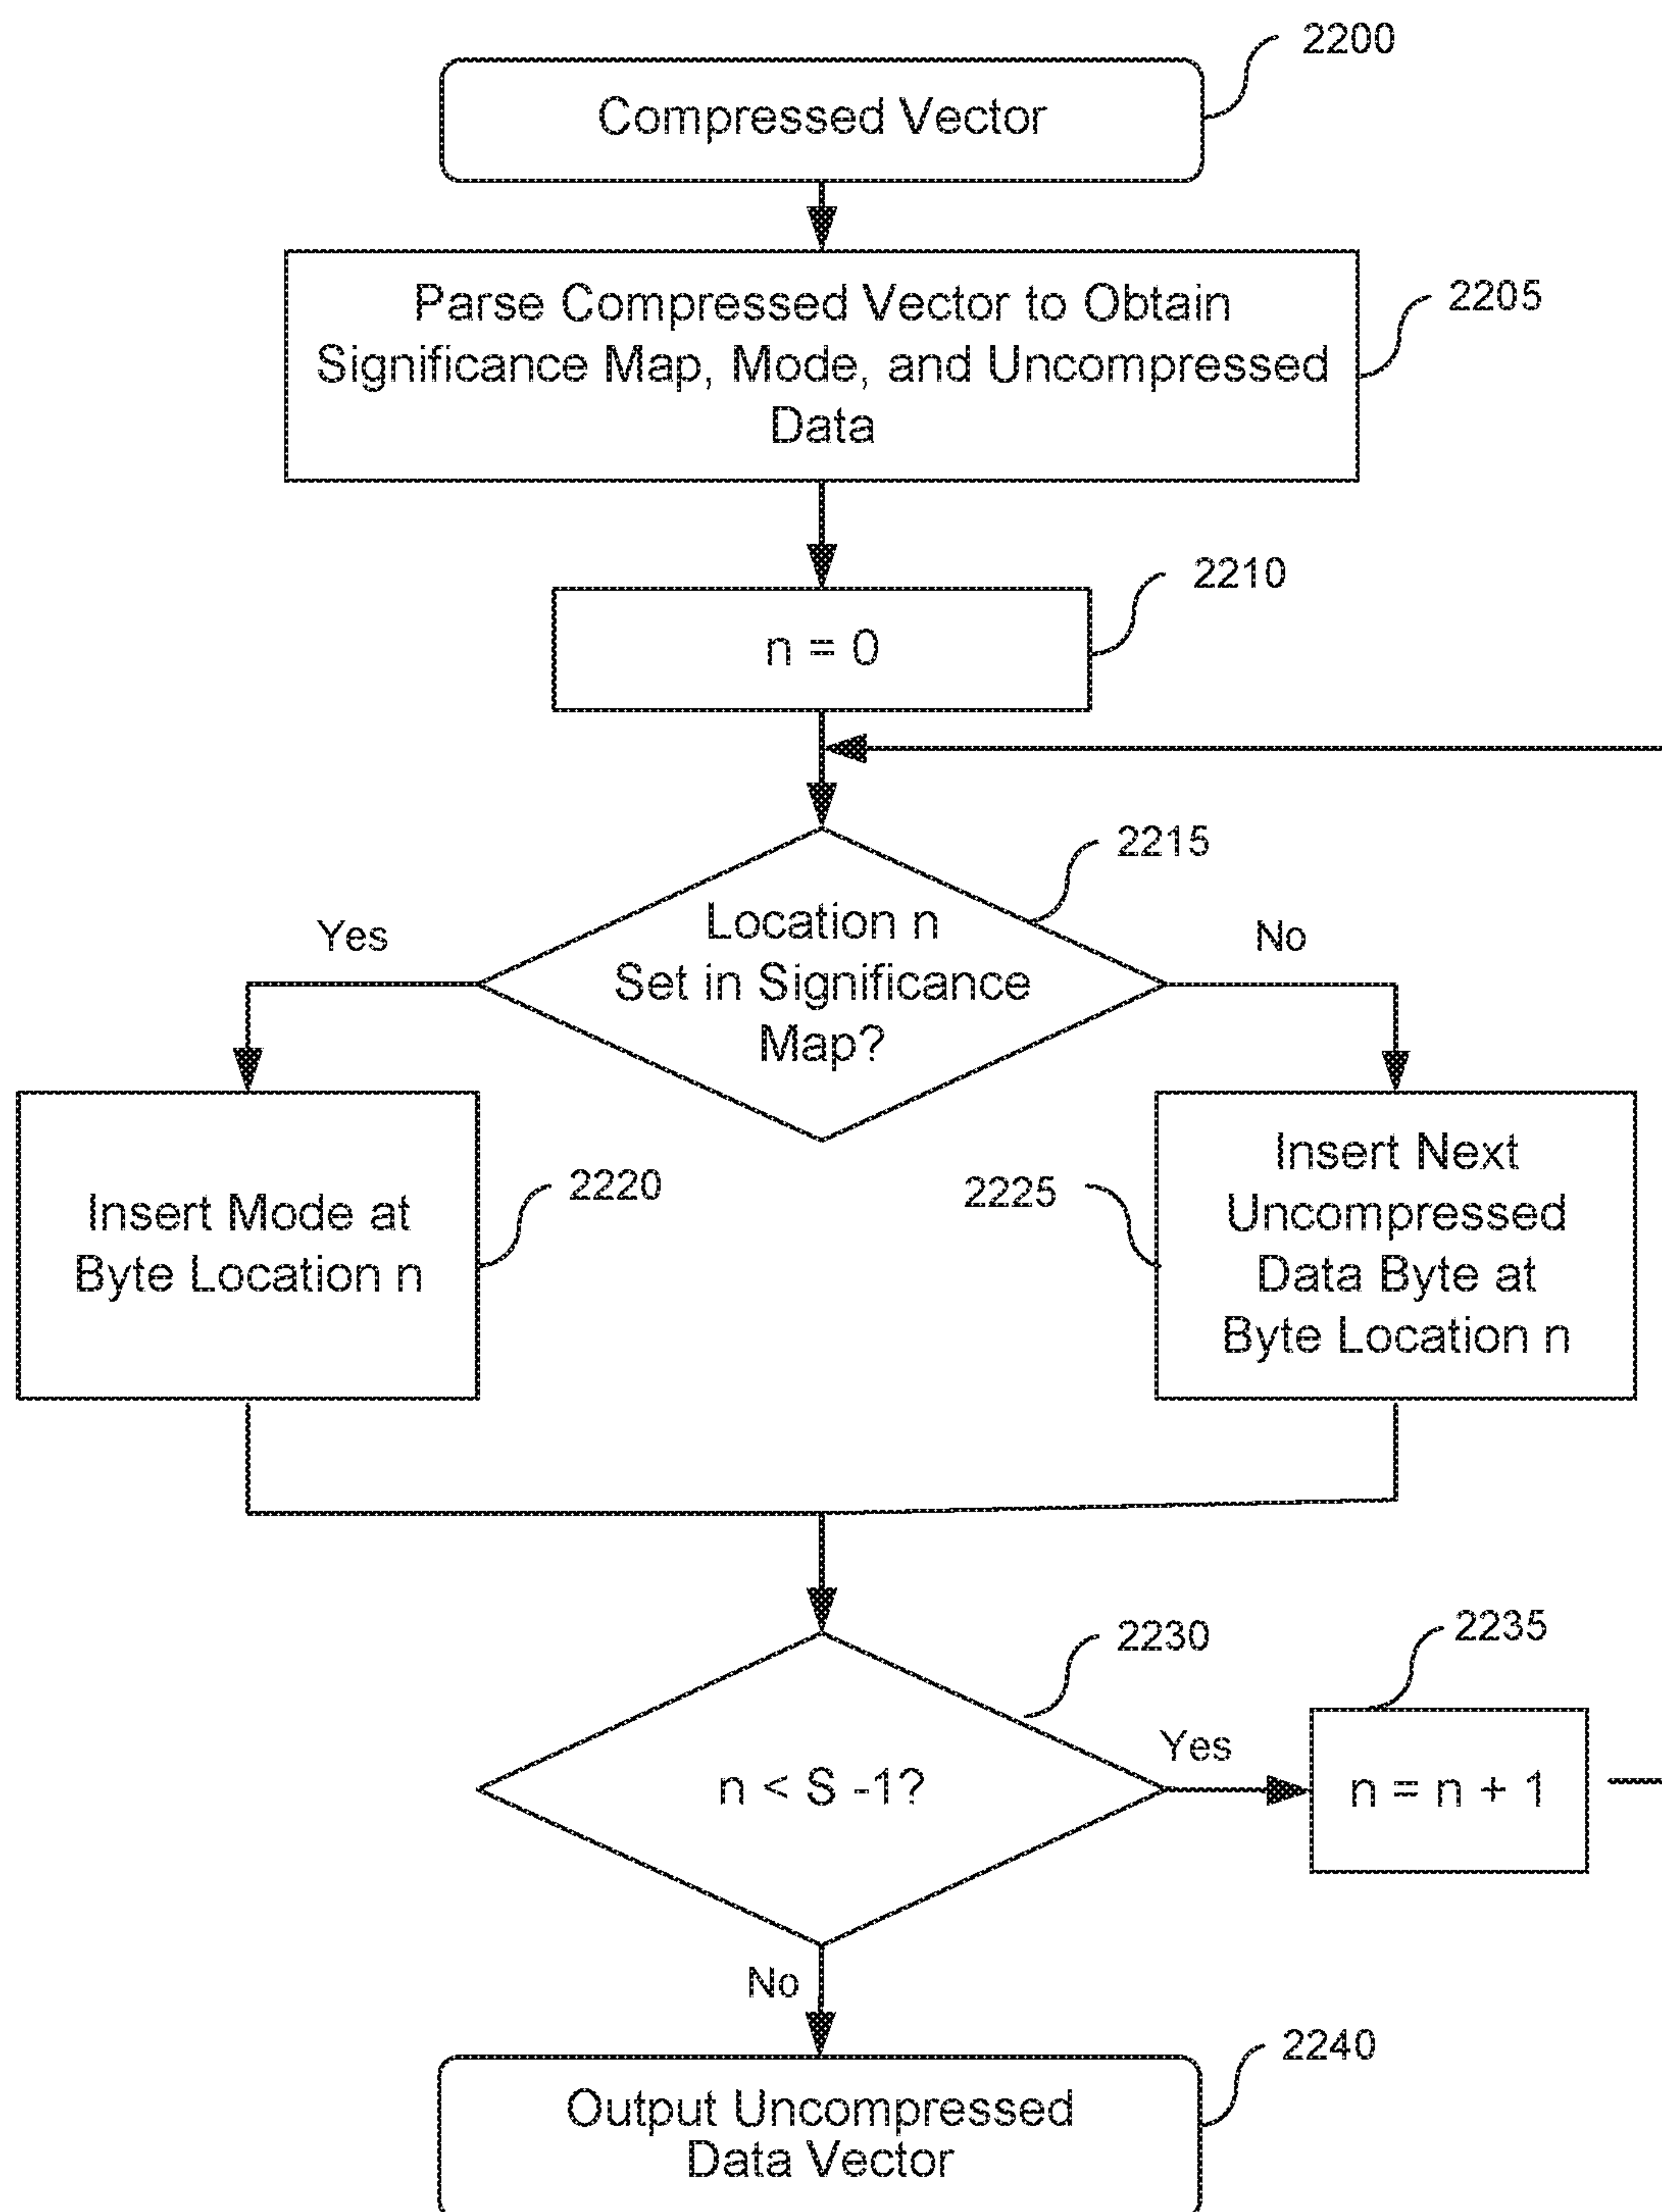 2200
Compressed Vector
2205
Parse Compressed Vector to Obtain
Significance Map, Mode, and Uncompressed
Data
2210
n = 0
2215
Location n
Set in Significance
Map?
Yes
No
Insert Mode at
Byte Location n
2220
2225
Insert Next
Uncompressed
Data Byte at
Byte Location n
2230
2235
n < S -1?
Yes
n = n + 1
No
2240
Output Uncompressed
Data Vector